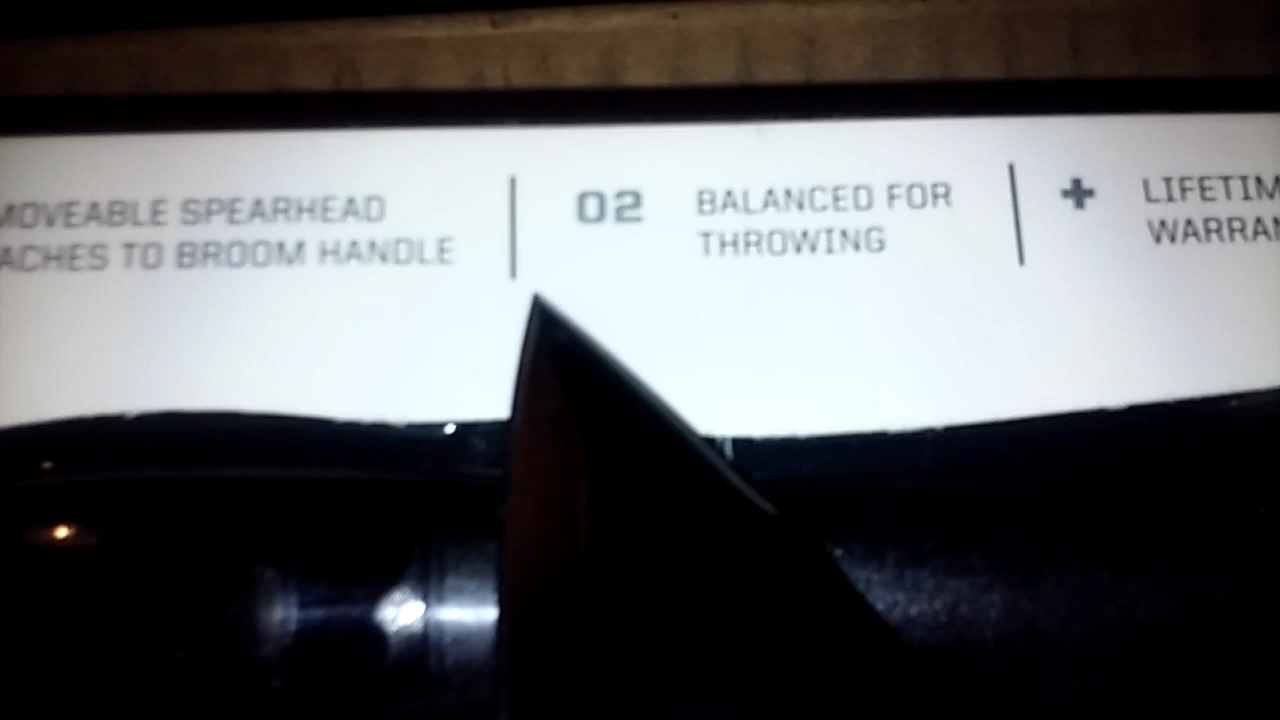 MOVEABLE SPEARHEAD
ACHES TO BROOM HANDLE
02
BALANCED FOR
THROWING
+
LIFETIM
WARRAN